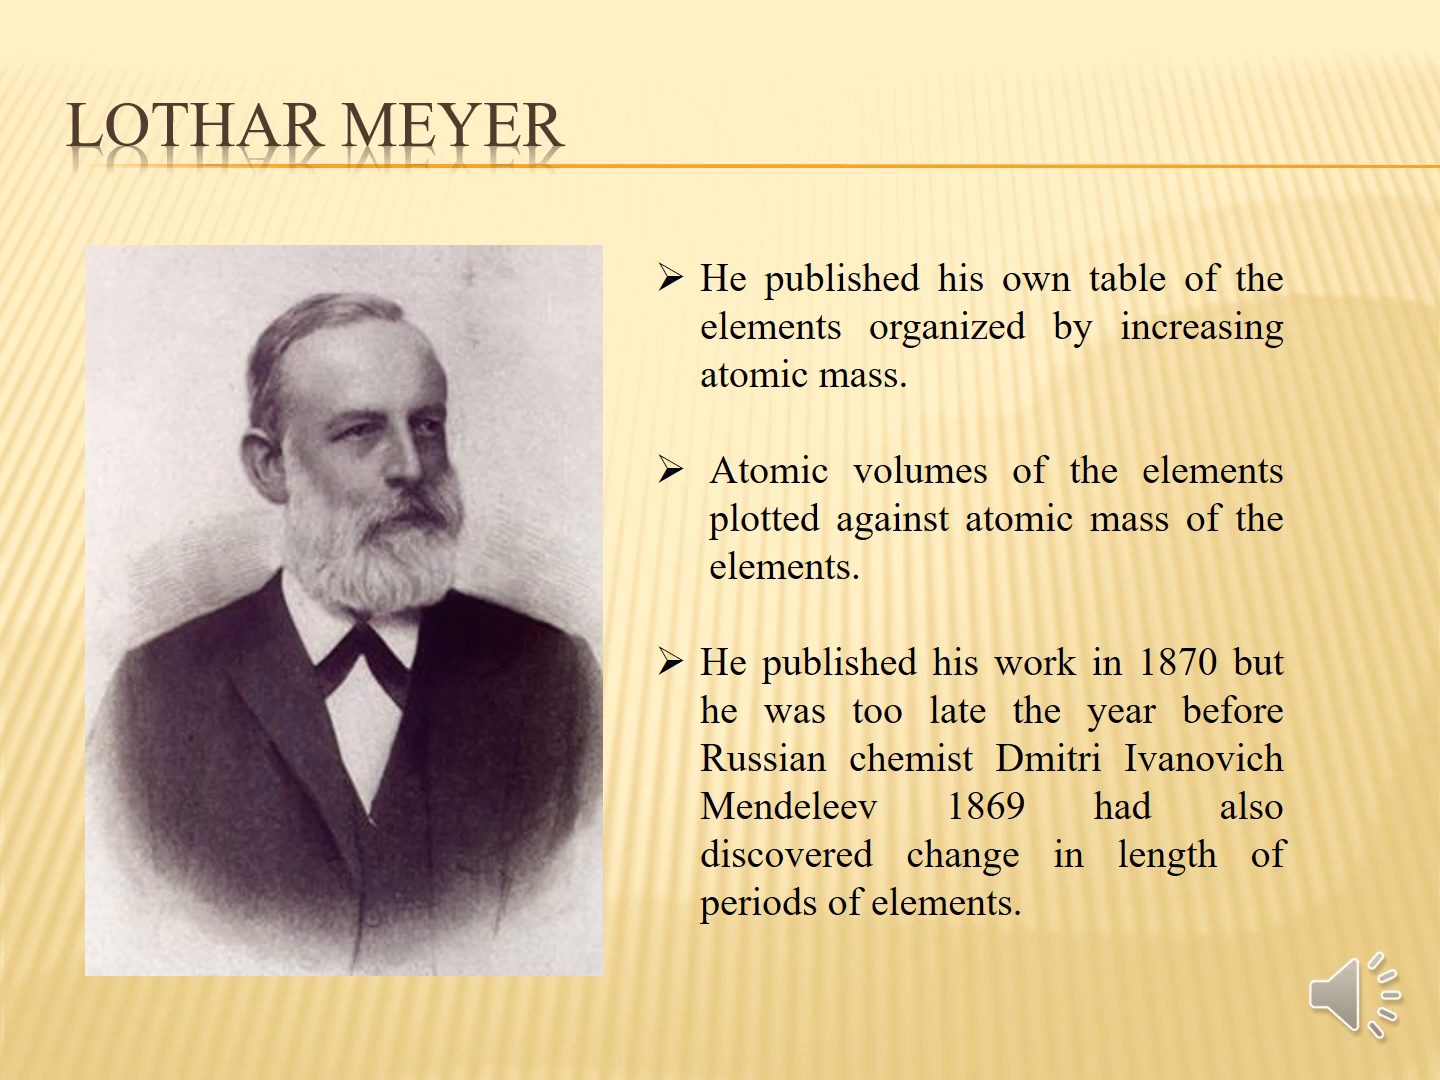 LOTHAR MEYER
➢ He published his own table of the
elements organized by increasing
atomic mass.
➢ Atomic volumes of the elements
plotted against atomic mass of the
elements.
➢ He published his work in 1870 but
he was too late the year before
Russian chemist Dmitri Ivanovich
Mendeleev 1869 had also
discovered change in length of
periods of elements.